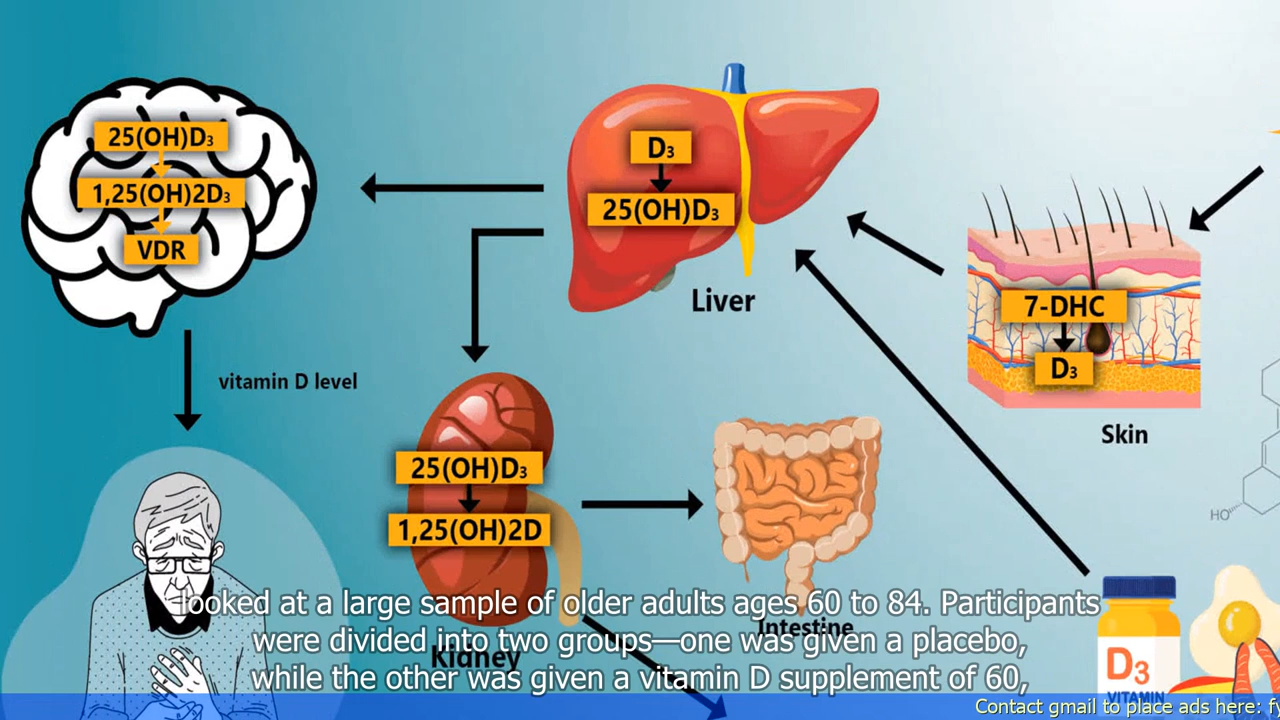 25(OH)D₃
1,25(OH)2D₃
VDR
vitamin D level
D₃
25(OH)D₃
Liver
7-DHC
D₃
Skin
25(OH)D₃
1,25(OH)2D
Kidney
Intestine
HO
D₃
VITAMIN
looked at a large sample of older adults ages 60 to 84. Participants
were divided into two groups—one was given a placebo,
while the other was given a vitamin D supplement of 60,
Contact gmail to place ads here: